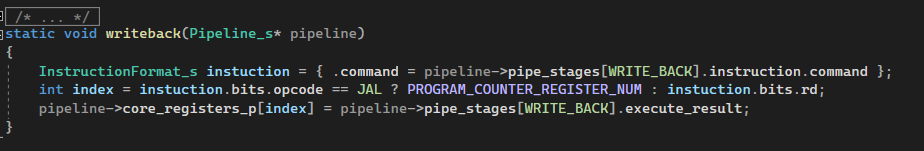 /* ... */
static void writeback(Pipeline_s* pipeline)
{
InstructionFormat_s instuction = { .command = pipeline->pipe_stages[WRITE_BACK].instruction.command };
int index = instuction.bits.opcode == JAL ? PROGRAM_COUNTER_REGISTER_NUM : instuction.bits.rd;
pipeline->core_registers_p[index] = pipeline->pipe_stages[WRITE_BACK].execute_result;
}